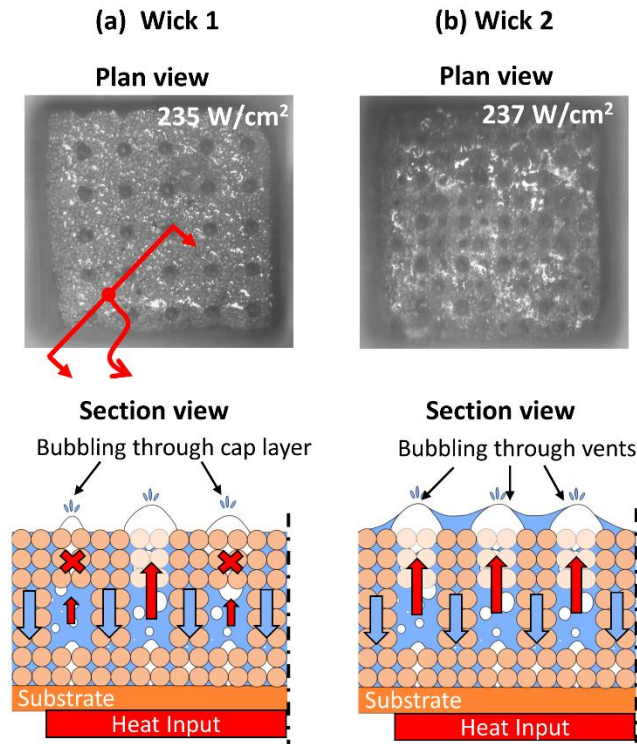 (a) Wick 1
Plan view
235 W/cm²
Section view
Bubbling through cap layer
Substrate
Heat Input
(b) Wick 2
Plan view
237 W/cm²
Section view
Bubbling through vents
Substrate
Heat Input